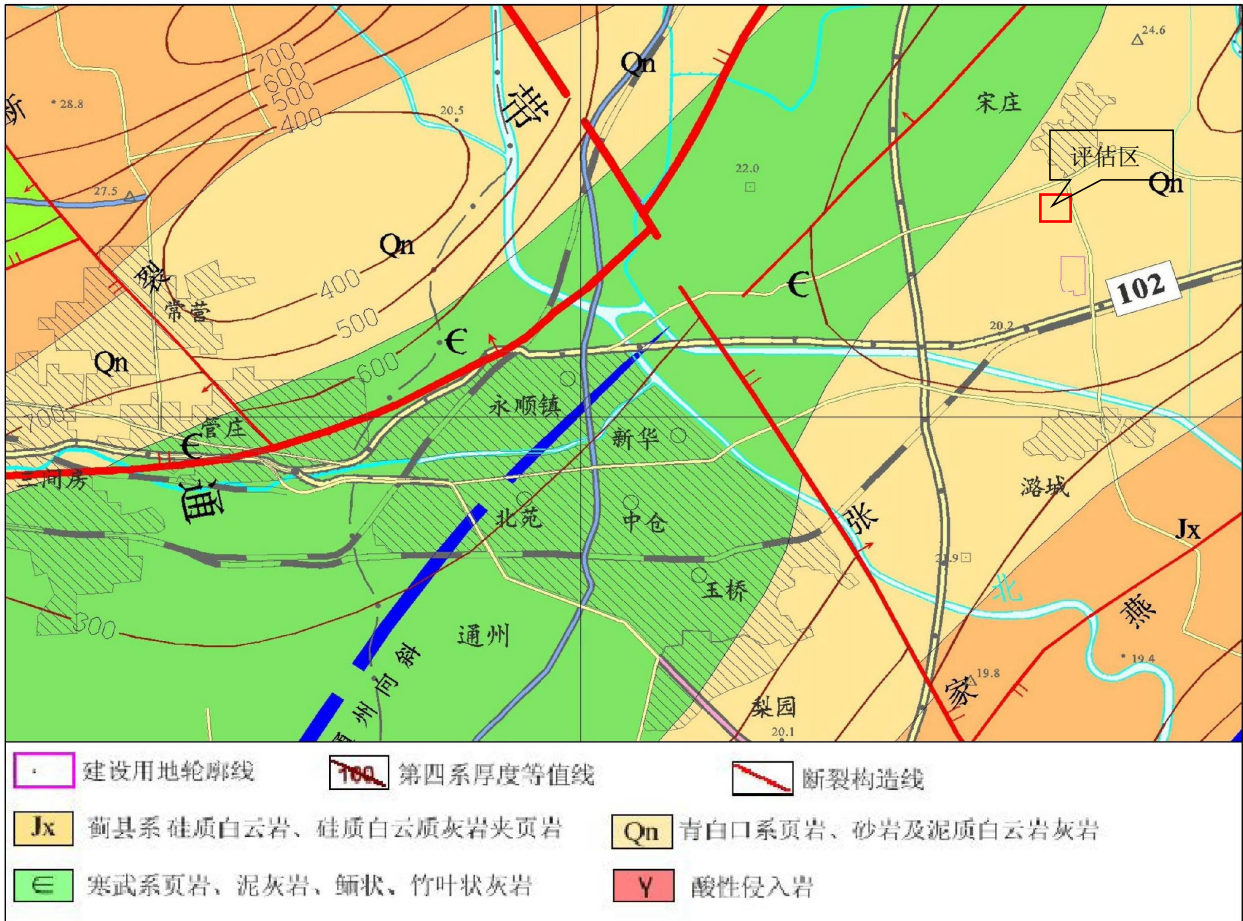 700
600
500
400
Qn
24.6
28.8
断
20.5
带
宋庄
22.0
评估区
27.5
Qn
Qn
裂
400
常营
500
Є
102
Є
20.2
Qn
600
永顺镇
700
管庄
Є
新华
三间房
通
北苑
中仓
张
潞城
Jx
21.9
玉桥
北
燕
300
通州
19.4
家
19.8
通州向斜
梨园
20.1
建设用地轮廓线
100
第四系厚度等值线
断裂构造线
Jx 蓟县系 硅质白云岩、硅质白云质灰岩夹页岩
Qn 青白口系页岩、砂岩及泥质白云岩灰岩
Є 寒武系页岩、泥灰岩、鲕状、竹叶状灰岩
γ 酸性侵入岩